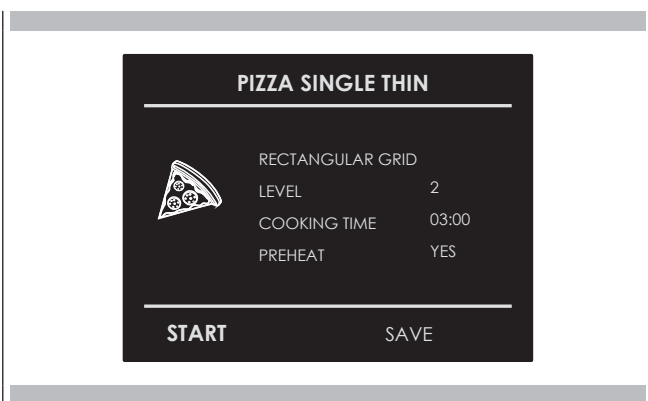 PIZZA SINGLE THIN
RECTANGULAR GRID
LEVEL 2
COOKING TIME 03:00
PREHEAT YES
START SAVE